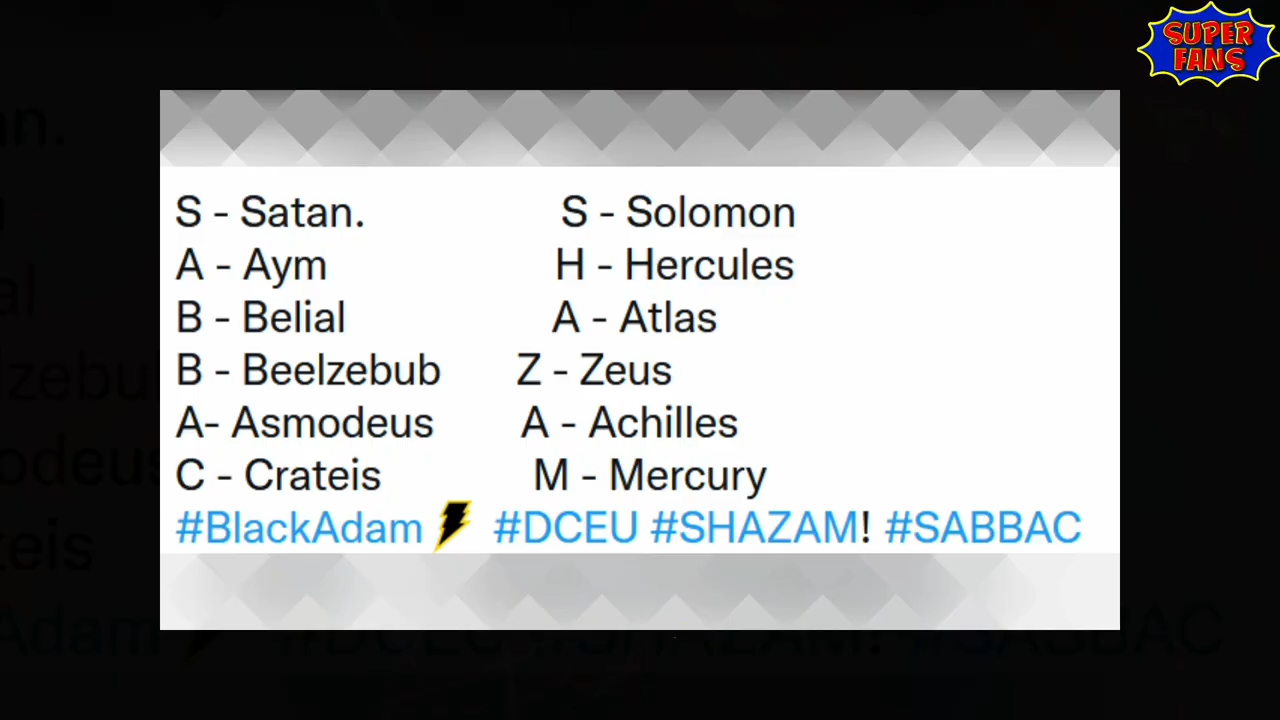 SUPER
FANS
S - Satan. S - Solomon
A - Aym H - Hercules
B - Belial A - Atlas
B - Beelzebub Z - Zeus
A- Asmodeus A - Achilles
C - Crateis M - Mercury
#BlackAdam #DCEU #SHAZAM! #SABBAC